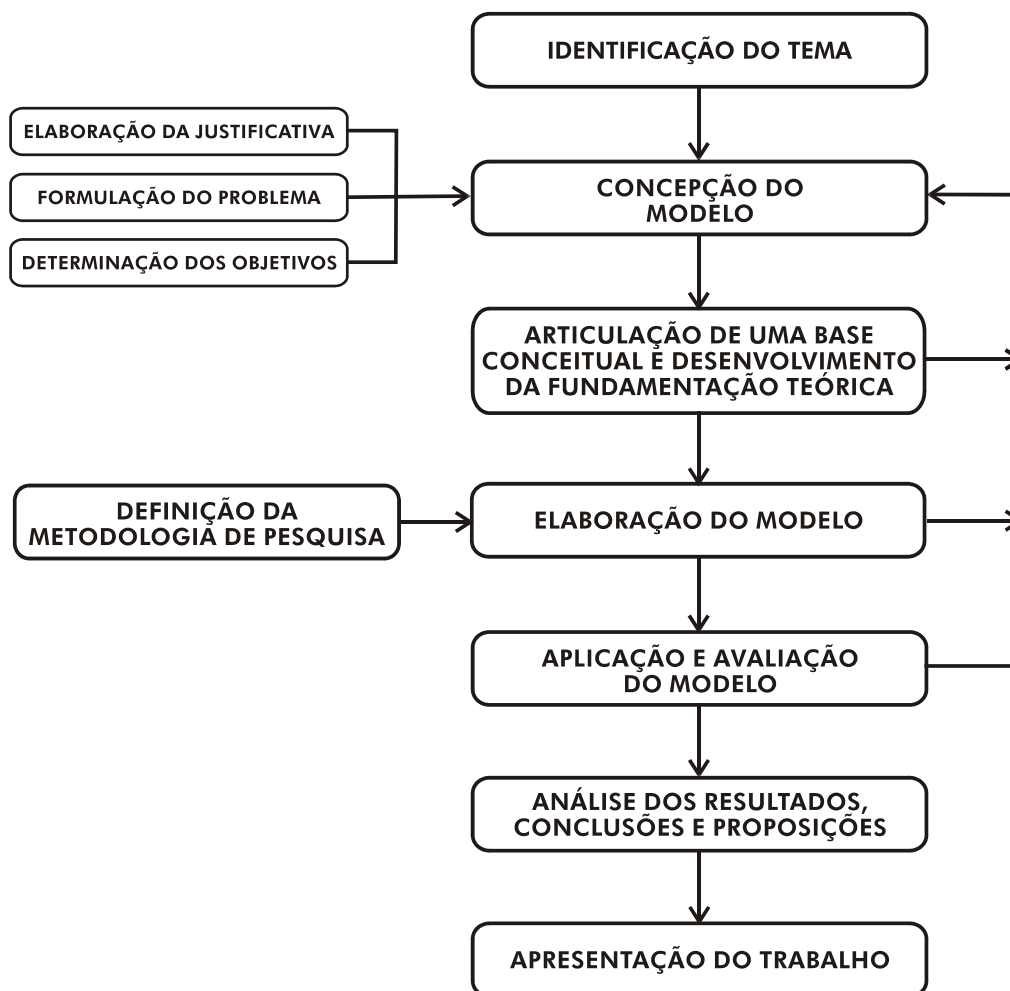 IDENTIFICAÇÃO DO TEMA
ELABORAÇÃO DA JUSTIFICATIVA
FORMULAÇÃO DO PROBLEMA
DETERMINAÇÃO DOS OBJETIVOS
CONCEPÇÃO DO
MODELO
ARTICULAÇÃO DE UMA BASE
CONCEITUAL E DESENVOLVIMENTO
DA FUNDAMENTAÇÃO TEÓRICA
DEFINIÇÃO DA
METODOLOGIA DE PESQUISA
ELABORAÇÃO DO MODELO
APLICAÇÃO E AVALIAÇÃO
DO MODELO
ANÁLISE DOS RESULTADOS,
CONCLUSÕES E PROPOSIÇÕES
APRESENTAÇÃO DO TRABALHO